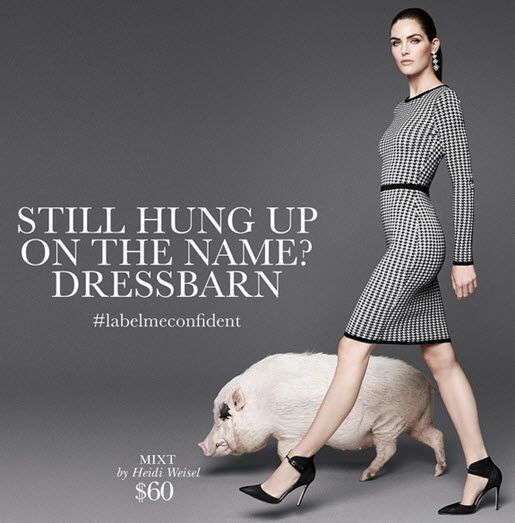 STILL HUNG UP
ON THE NAME?
DRESSBARN
#labelmeconfident
MIXT
by Heidi Weisel
$60